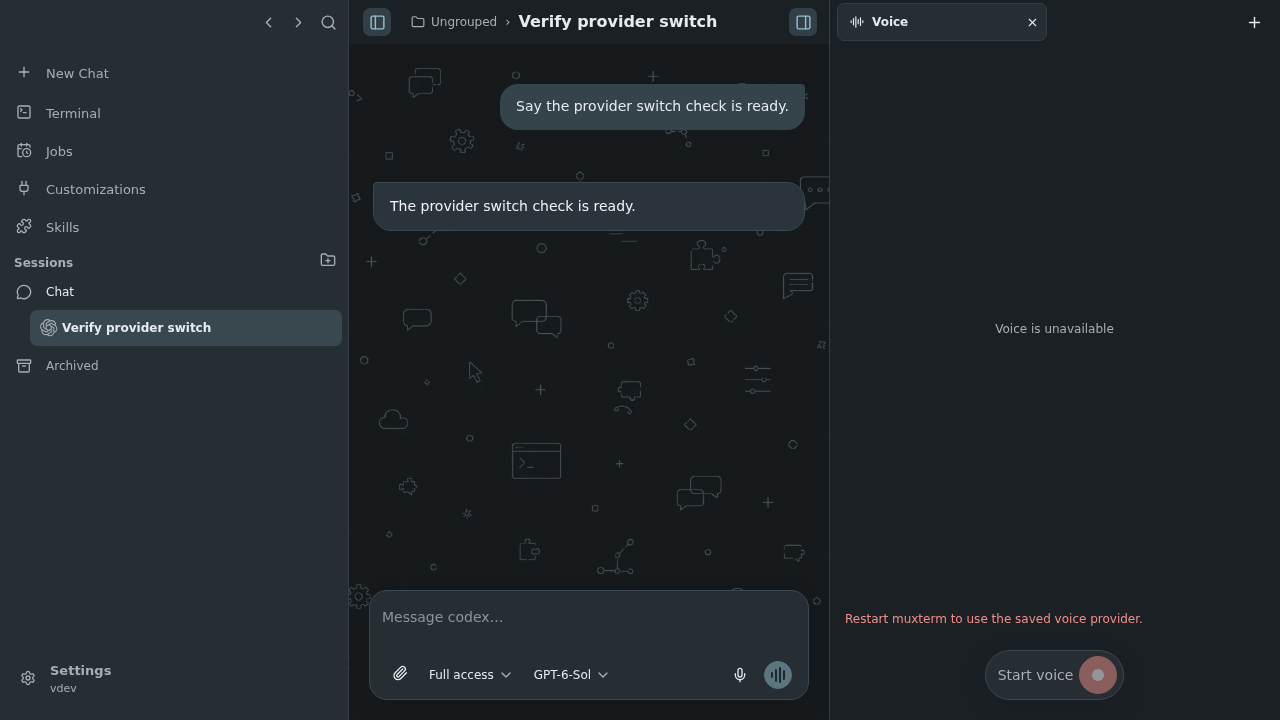 New Chat
Terminal
Jobs
Customizations
Skills
Sessions
Chat
Verify provider switch
Archived
Settings
vdev
Ungrouped › Verify provider switch
Say the provider switch check is ready.
The provider switch check is ready.
Message codex...
Full access
GPT-6-Sol
Voice
Voice is unavailable
Restart muxterm to use the saved voice provider.
Start voice